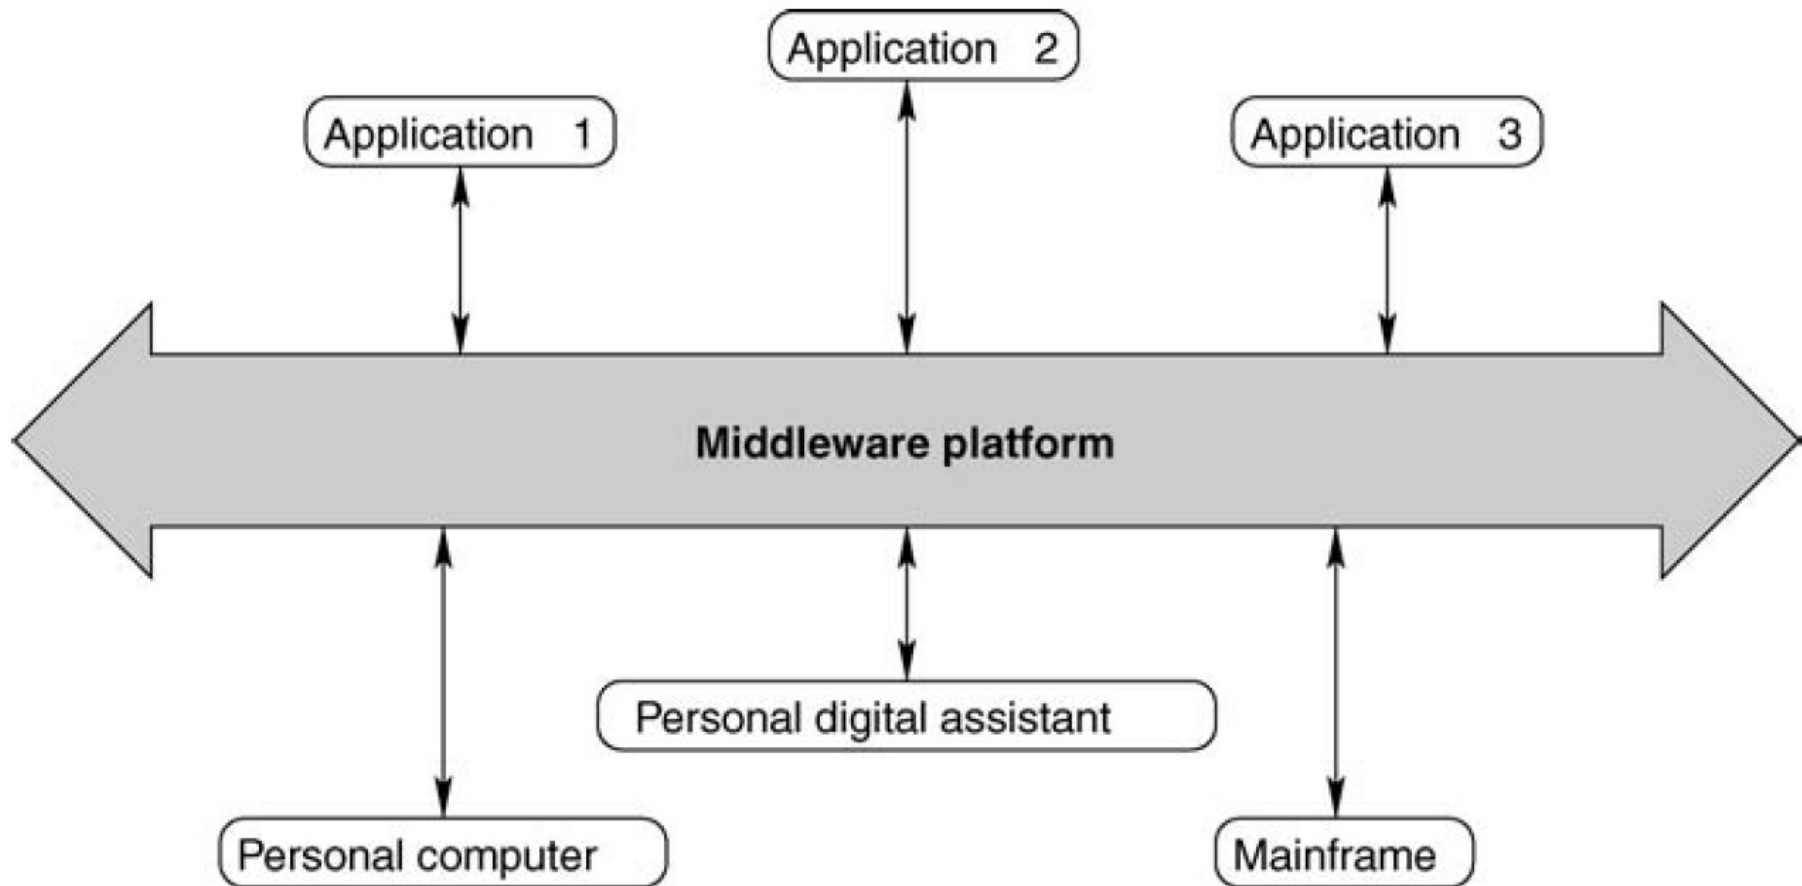 Application 2
Application 1
Application 3
Middleware platform
Personal digital assistant
Personal computer
Mainframe